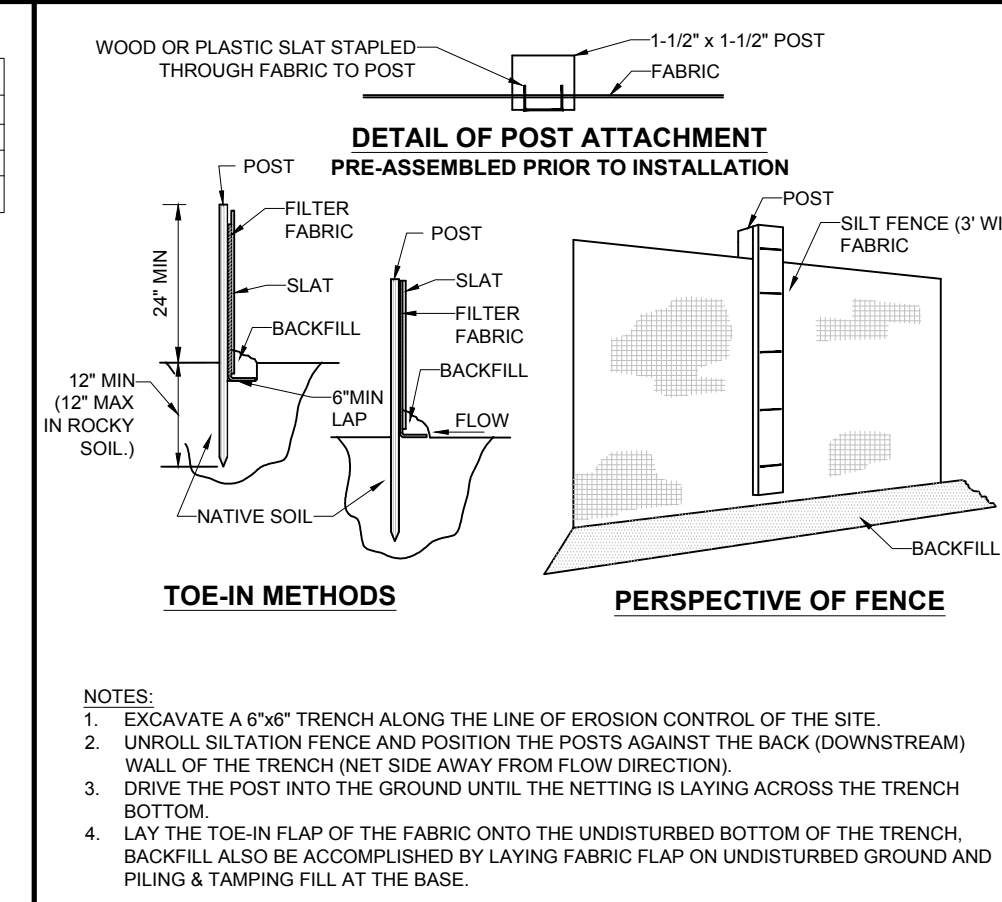 WOOD OR PLASTIC SLAT STAPLED
THROUGH FABRIC TO POST
1-1/2" x 1-1/2" POST
FABRIC
DETAIL OF POST ATTACHMENT
PRE-ASSEMBLED PRIOR TO INSTALLATION
POST
FILTER
FABRIC
SLAT
BACKFILL
24" MIN
12" MIN
(12" MAX
IN ROCKY
SOIL.)
6"MIN
LAP
NATIVE SOIL
POST
SLAT
FILTER
FABRIC
BACKFILL
FLOW
TOE-IN METHODS
POST
SILT FENCE (3' WI
FABRIC
BACKFILL
PERSPECTIVE OF FENCE
NOTES:
1. EXCAVATE A 6"x6" TRENCH ALONG THE LINE OF EROSION CONTROL OF THE SITE.
2. UNROLL SILTATION FENCE AND POSITION THE POSTS AGAINST THE BACK (DOWNSTREAM)
WALL OF THE TRENCH (NET SIDE AWAY FROM FLOW DIRECTION).
3. DRIVE THE POST INTO THE GROUND UNTIL THE NETTING IS LAYING ACROSS THE TRENCH
BOTTOM.
4. LAY THE TOE-IN FLAP OF THE FABRIC ONTO THE UNDISTURBED BOTTOM OF THE TRENCH,
BACKFILL ALSO BE ACCOMPLISHED BY LAYING FABRIC FLAP ON UNDISTURBED GROUND AND
PILING & TAMPING FILL AT THE BASE.